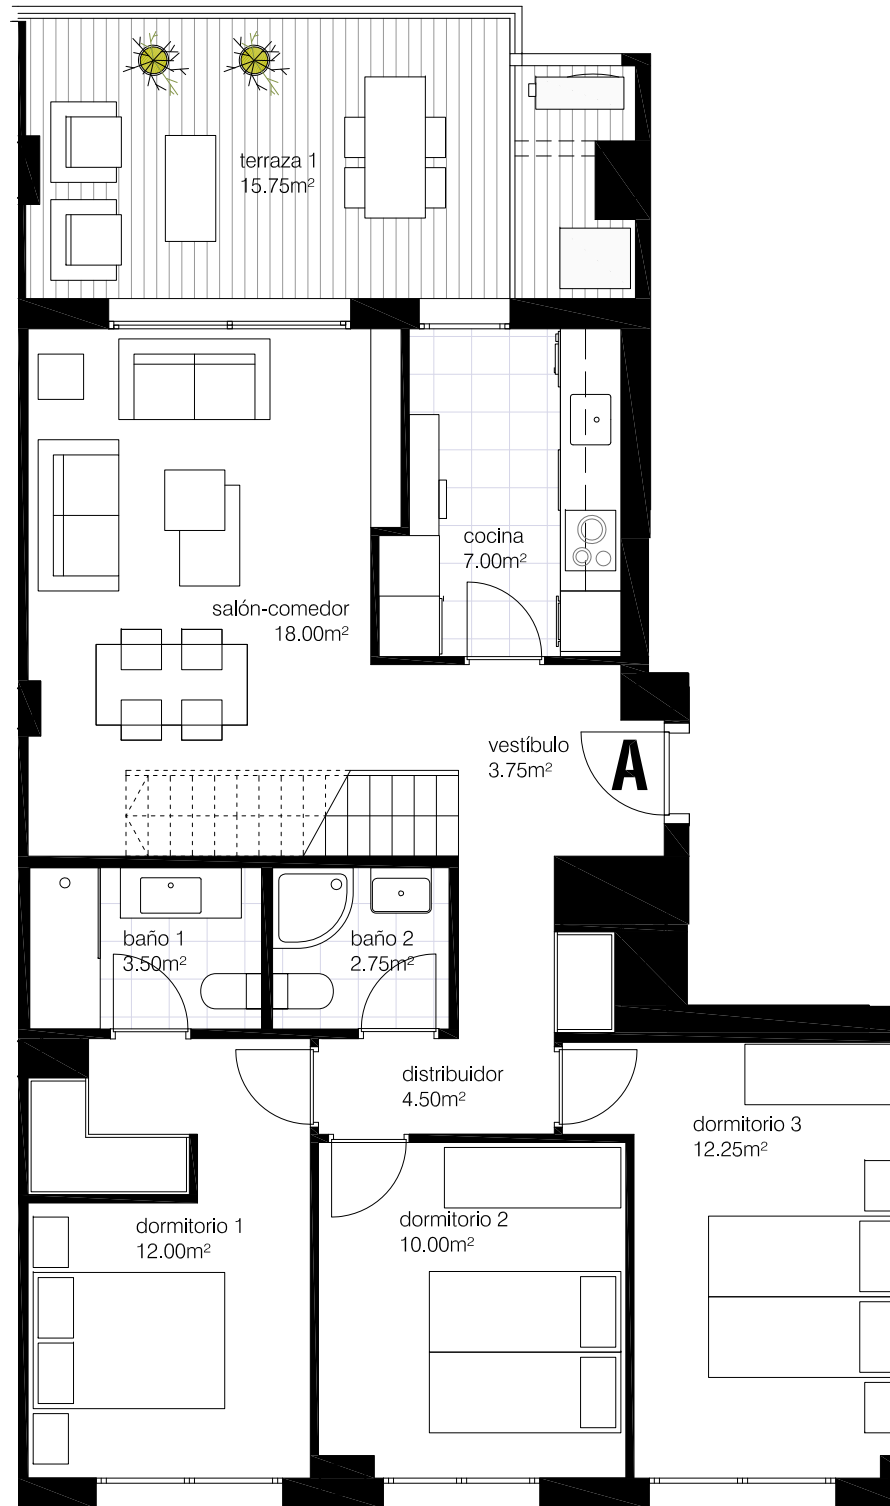 terraza 1
15.75m²
cocina
7.00m²
salón-comedor
18.00m²
vestíbulo
3.75m²
A
baño 1
3.50m²
baño 2
2.75m²
distribuidor
4.50m²
dormitorio 3
12.25m²
dormitorio 1
12.00m²
dormitorio 2
10.00m²